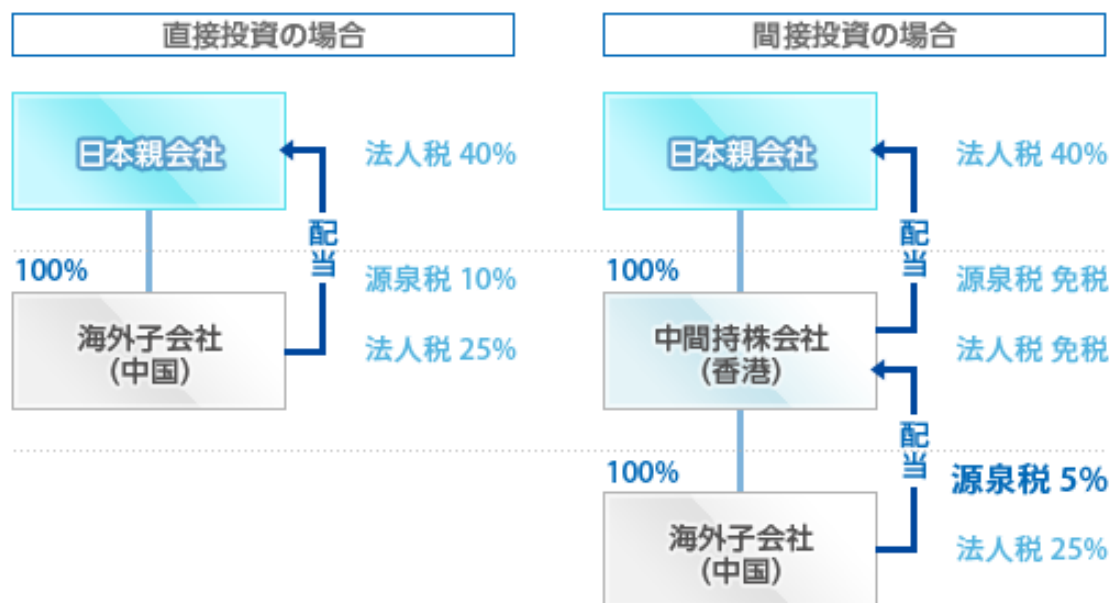 直接投資の場合
日本親会社
法人税 40%
配当
100%
源泉税 10%
海外子会社
(中国)
法人税 25%
間接投資の場合
日本親会社
法人税 40%
配当
100%
源泉税 免税
中間持株会社
(香港)
法人税 免税
配当
100%
源泉税 5%
海外子会社
(中国)
法人税 25%